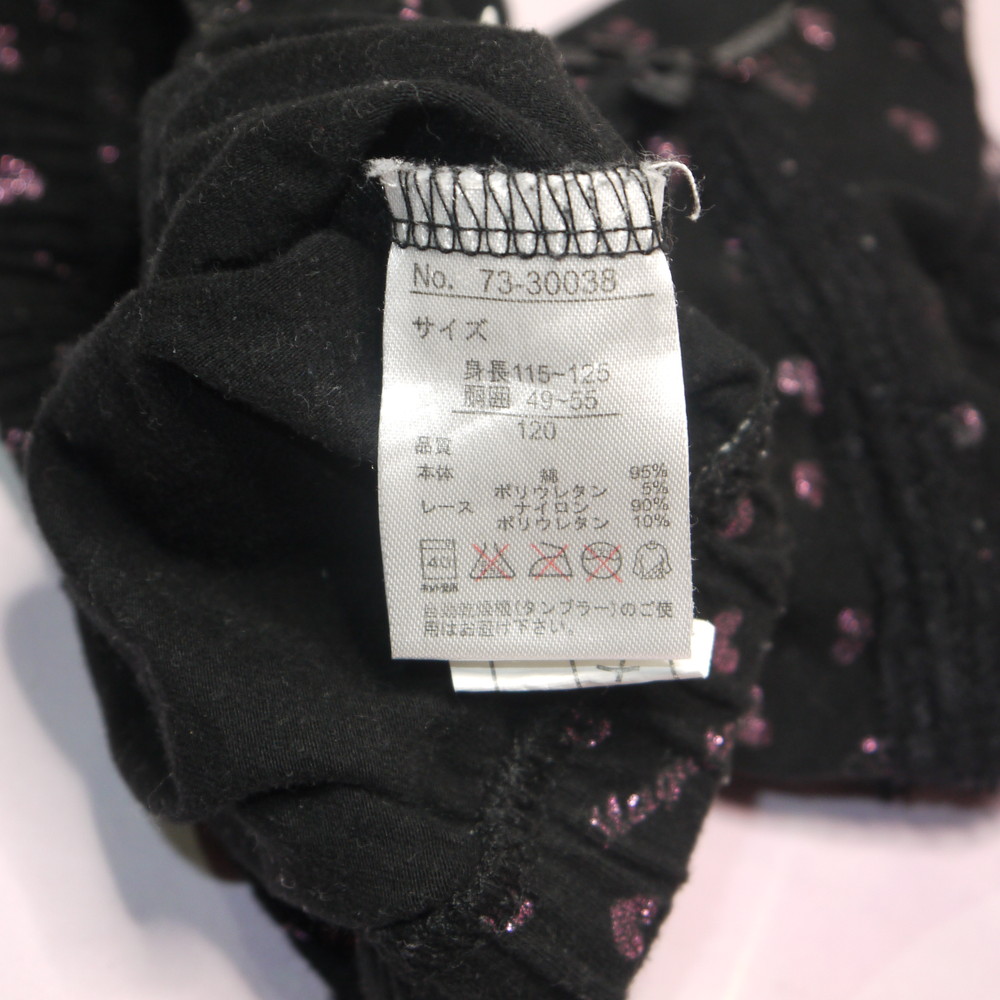 No. 73-30038
サイズ
身長115~125
胴囲 49~55
120
品質
本体 綿 95%
ポリウレタン 5%
レース ナイロン 90%
ポリウレタン 10%
40
自動乾燥機(タンブラー)のご使
用はお避け下さい。